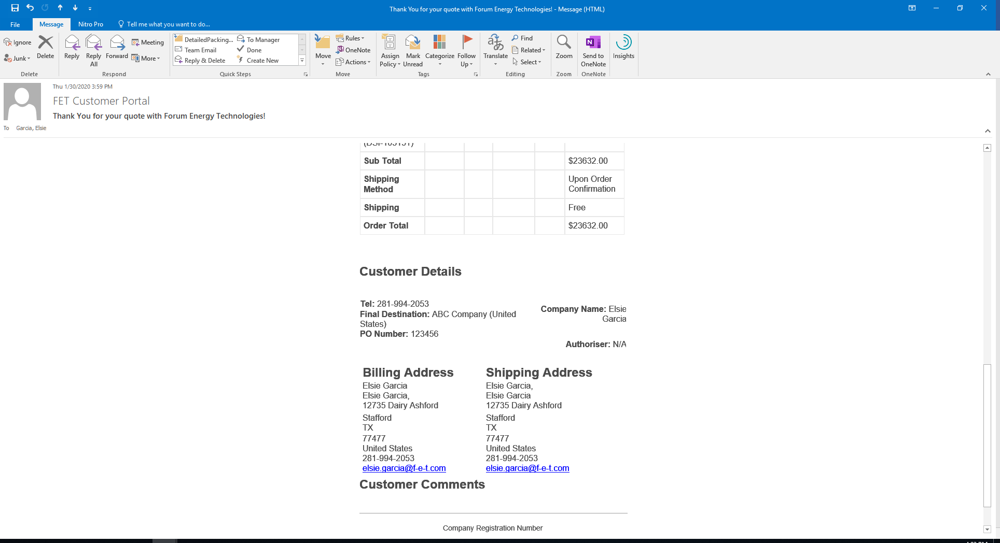 Thank You for your quote with Forum Energy Technologies! - Message (HTML)
File Message Nitro Pro Tell me what you want to do...
Ignore
Junk
Delete
Reply
Reply All
Forward
Meeting
More
DetailedPacking...
Team Email
Reply & Delete
To Manager
Done
Create New
Move
Rules
OneNote
Actions
Assign Policy
Mark Unread
Categorize
Follow Up
Translate
Find
Related
Select
Zoom
Send to OneNote
Insights
Delete Respond Quick Steps Move Tags Editing Zoom OneNote
Thu 1/30/2020 3:59 PM
FET Customer Portal
Thank You for your quote with Forum Energy Technologies!
To Garcia, Elsie
Sub Total $23632.00
Shipping Method Upon Order Confirmation
Shipping Free
Order Total $23632.00
Customer Details
Tel: 281-994-2053
Final Destination: ABC Company (United
States)
PO Number: 123456
Company Name: Elsie
Garcia
Authoriser: N/A
Billing Address
Elsie Garcia
Elsie Garcia,
12735 Dairy Ashford
Stafford
TX
77477
United States
281-994-2053
elsie.garcia@f-e-t.com
Shipping Address
Elsie Garcia,
Elsie Garcia
12735 Dairy Ashford
Stafford
TX
77477
United States
281-994-2053
elsie.garcia@f-e-t.com
Customer Comments
Company Registration Number